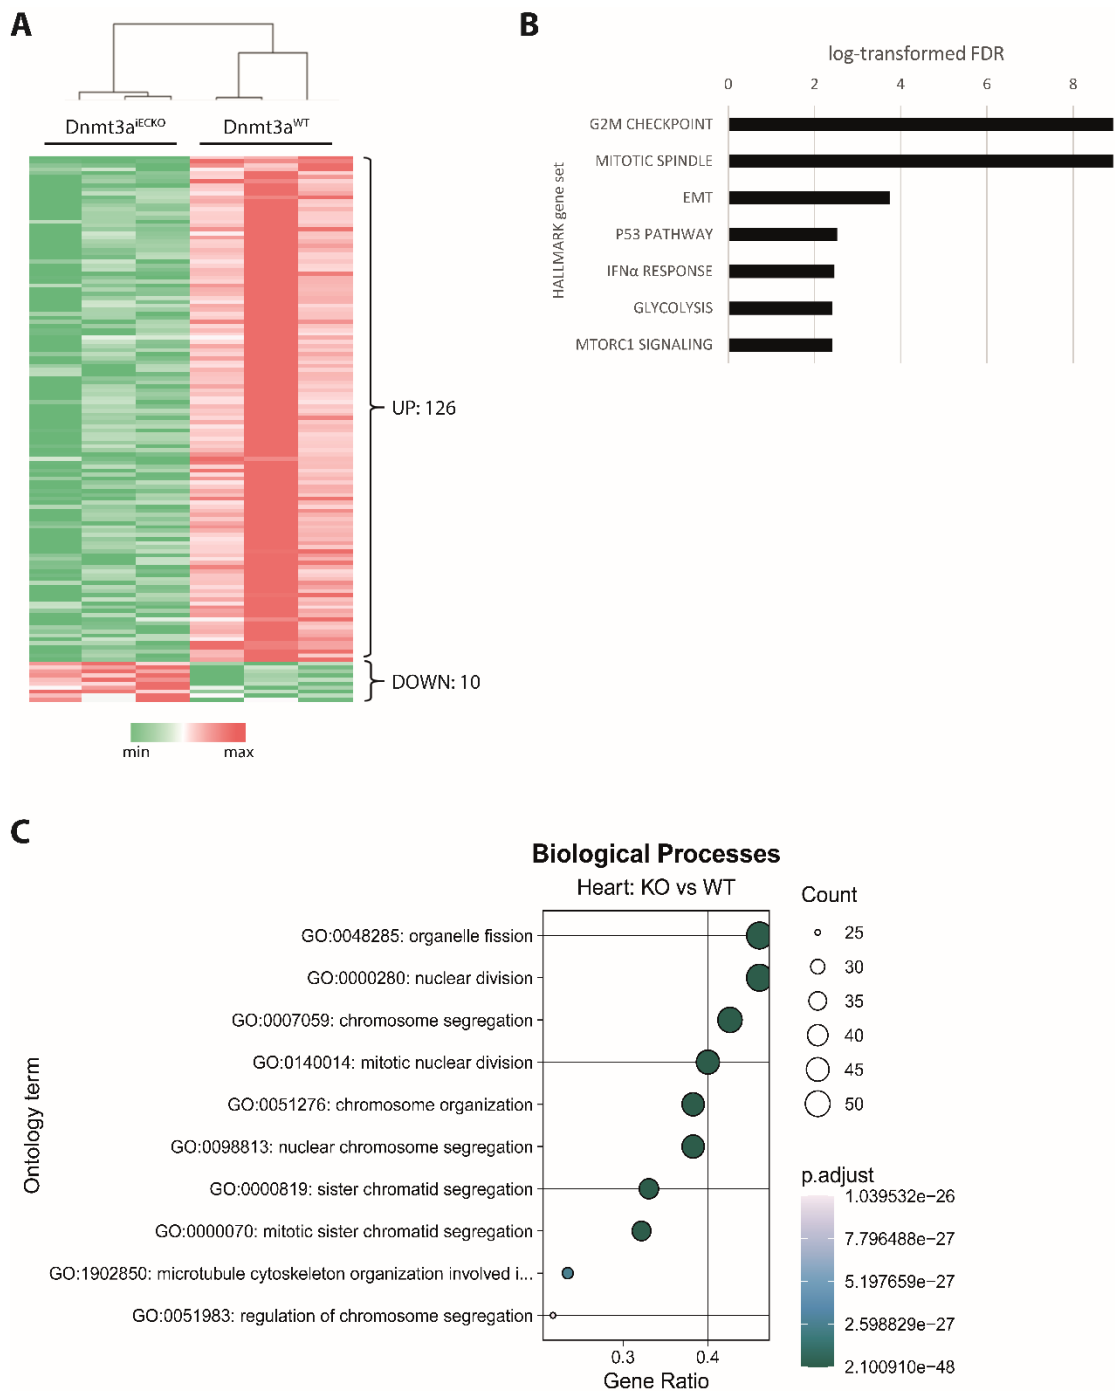 A
Dnmt3aiECKO
Dnmt3aWT
UP: 126
DOWN: 10
min
max
B
log-transformed FDR
0
2
4
6
8
HALLMARK gene set
G2M CHECKPOINT
MITOTIC SPINDLE
EMT
P53 PATHWAY
IFNα RESPONSE
GLYCOLYSIS
MTORC1 SIGNALING
C
Biological Processes
Heart: KO vs WT
Ontology term
GO:0048285: organelle fission
GO:0000280: nuclear division
GO:0007059: chromosome segregation
GO:0140014: mitotic nuclear division
GO:0051276: chromosome organization
GO:0098813: nuclear chromosome segregation
GO:0000819: sister chromatid segregation
GO:0000070: mitotic sister chromatid segregation
GO:1902850: microtubule cytoskeleton organization involved i...
GO:0051983: regulation of chromosome segregation
0.3
0.4
Gene Ratio
Count
25
30
35
40
45
50
p.adjust
1.039532e−26
7.796488e−27
5.197659e−27
2.598829e−27
2.100910e−48